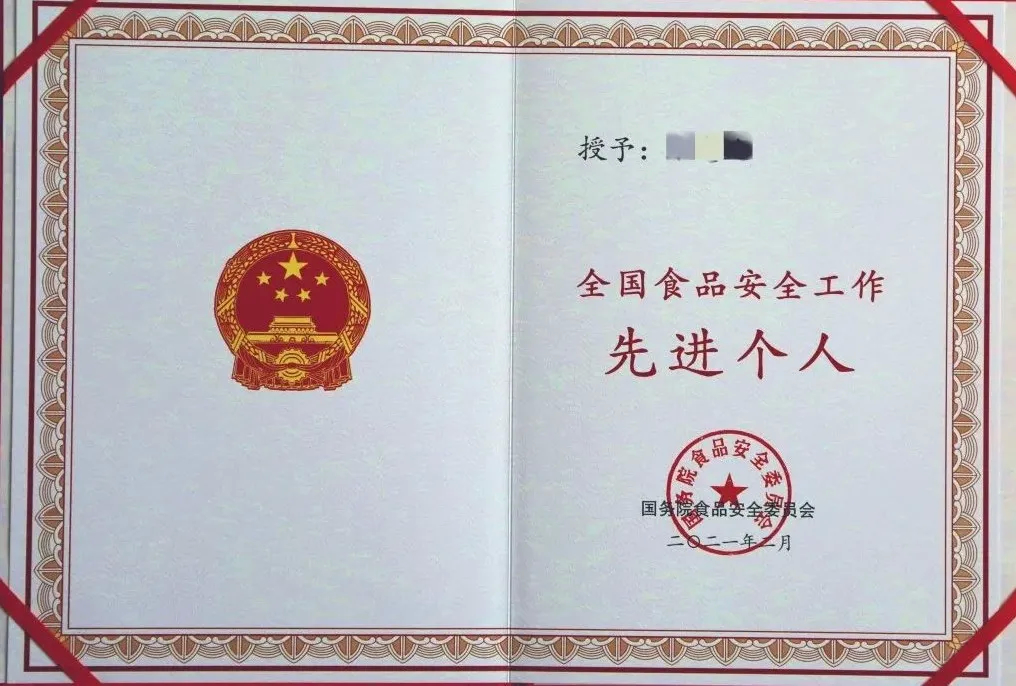 授予：
全国食品安全工作
先进个人
国务院食品安全委员会
国务院食品安全委员会
二〇二一年二月